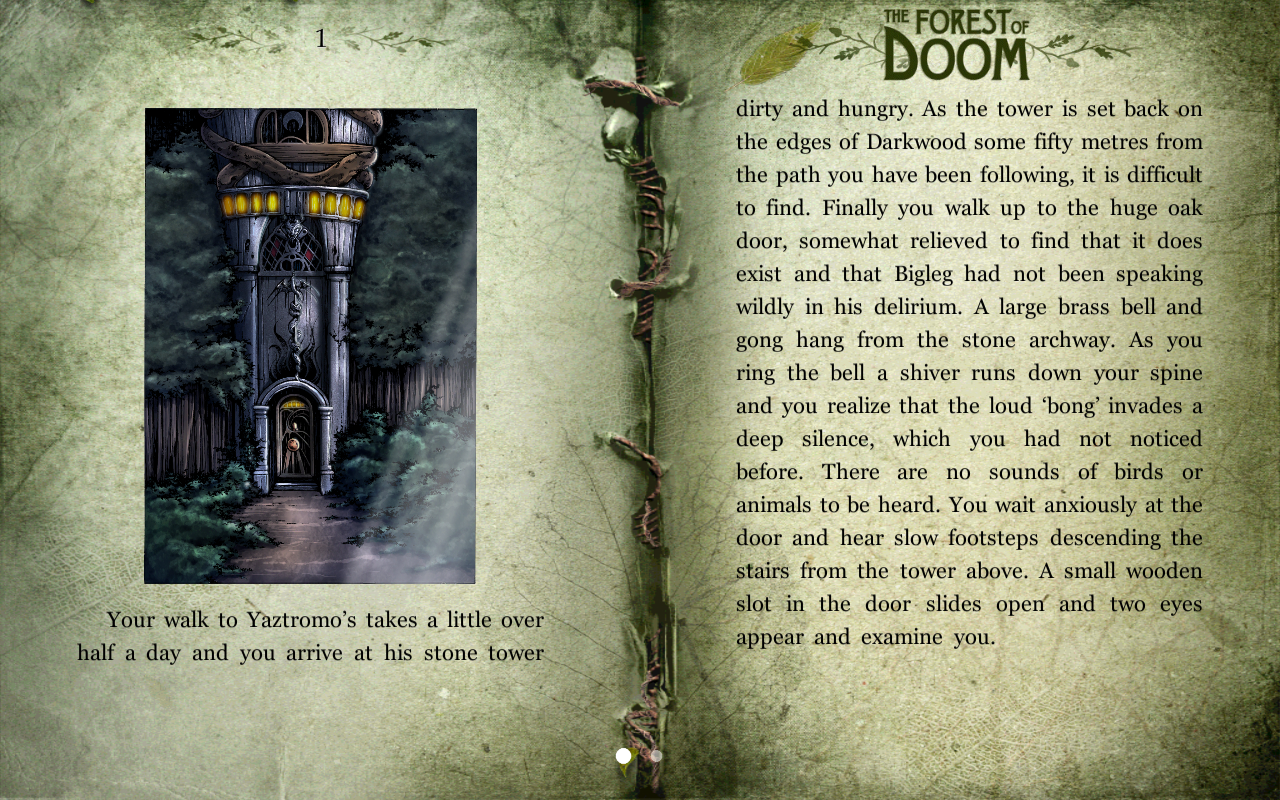 1
Your walk to Yaztromo’s takes a little over
half a day and you arrive at his stone tower
THE FOREST OF
DOOM
dirty and hungry. As the tower is set back on
the edges of Darkwood some fifty metres from
the path you have been following, it is difficult
to find. Finally you walk up to the huge oak
door, somewhat relieved to find that it does
exist and that Bigleg had not been speaking
wildly in his delirium. A large brass bell and
gong hang from the stone archway. As you
ring the bell a shiver runs down your spine
and you realize that the loud ‘bong’ invades a
deep silence, which you had not noticed
before. There are no sounds of birds or
animals to be heard. You wait anxiously at the
door and hear slow footsteps descending the
stairs from the tower above. A small wooden
slot in the door slides open and two eyes
appear and examine you.